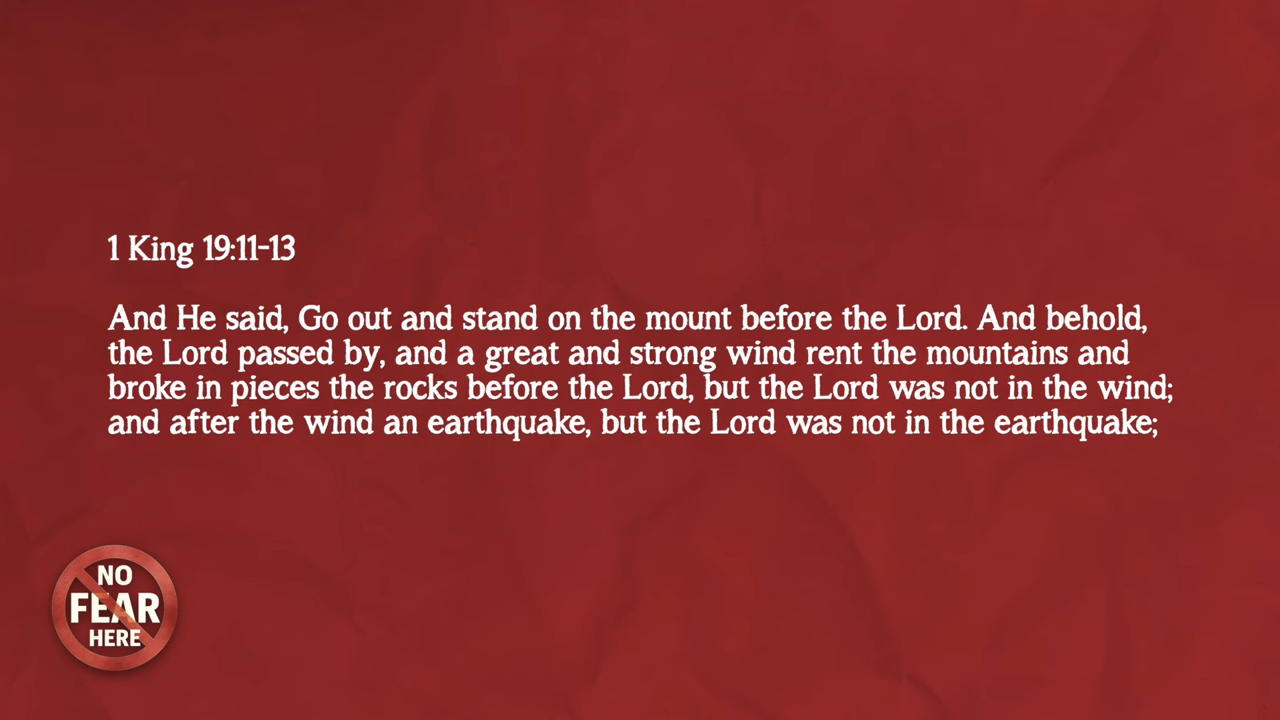 1 King 19:11-13
And He said, Go out and stand on the mount before the Lord. And behold,
the Lord passed by, and a great and strong wind rent the mountains and
broke in pieces the rocks before the Lord, but the Lord was not in the wind;
and after the wind an earthquake, but the Lord was not in the earthquake;
NO
FEAR
HERE